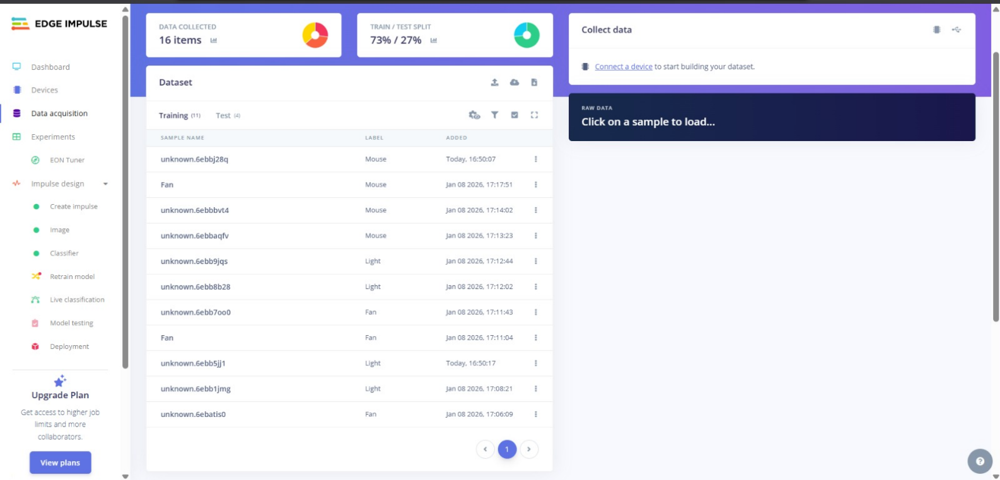 EDGE IMPULSE
Dashboard
Devices
Data acquisition
Experiments
EON Tuner
Impulse design
Create impulse
Image
Classifier
Retrain model
Live classification
Model testing
Deployment
Upgrade Plan
Get access to higher job
limits and more
collaborators.
View plans
DATA COLLECTED
16 items
TRAIN / TEST SPLIT
73% / 27%
Dataset
Training (11) Test (4)
SAMPLE NAME LABEL ADDED
unknown.6ebbj28q Mouse Today, 16:50:07
Fan Mouse Jan 08 2026, 17:17:51
unknown.6ebbbvt4 Mouse Jan 08 2026, 17:14:02
unknown.6ebbaqfv Mouse Jan 08 2026, 17:13:23
unknown.6ebb9jqs Light Jan 08 2026, 17:12:44
unknown.6ebb8b28 Light Jan 08 2026, 17:12:02
unknown.6ebb7oo0 Fan Jan 08 2026, 17:11:43
Fan Fan Jan 08 2026, 17:11:04
unknown.6ebb5jj1 Light Today, 16:50:17
unknown.6ebb1jmg Light Jan 08 2026, 17:08:21
unknown.6ebatis0 Fan Jan 08 2026, 17:06:09
1
Collect data
Connect a device to start building your dataset.
RAW DATA
Click on a sample to load...